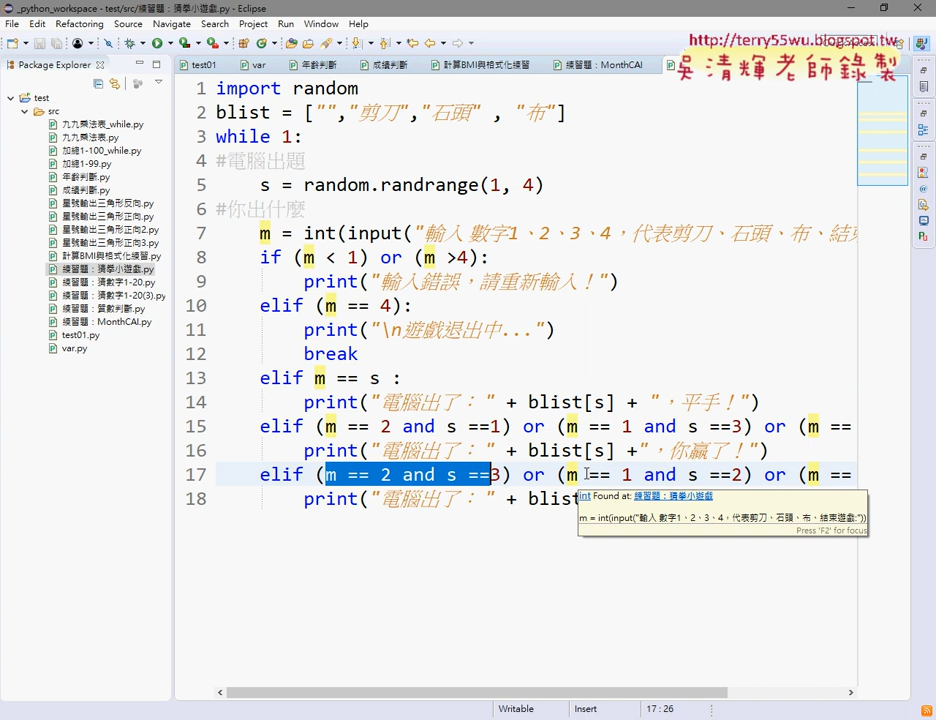 _python_workspace - test/src/練習題：猜拳小遊戲.py - Eclipse
File Edit Refactoring Source Navigate Search Project Run Window Help
http://terry55wu.blogspot.tw
吳清輝老師錄製
Package Explorer
test01 var 年齡判斷 成績判斷 計算BMI與格式化練習 練習題：MonthCAI
test
src
九九乘法表_while.py
九九乘法表.py
加總1-100_while.py
加總1-99.py
年齡判斷.py
成績判斷.py
星號輸出三角形反向.py
星號輸出三角形正向.py
星號輸出三角形正向2.py
星號輸出三角形正向3.py
計算BMI與格式化練習.py
練習題：猜拳小遊戲.py
練習題：猜數字1-20.py
練習題：猜數字1-20(3).py
練習題：質數判斷.py
練習題：MonthCAI.py
test01.py
var.py
1 import random
2 blist = ["","剪刀","石頭" , "布"]
3 while 1:
4 #電腦出題
5 s = random.randrange(1, 4)
6 #你出什麼
7 m = int(input("輸入 數字1、2、3、4，代表剪刀、石頭、布、結束
8 if (m < 1) or (m >4):
9 print("輸入錯誤，請重新輸入！")
10 elif (m == 4):
11 print("\n遊戲退出中...")
12 break
13 elif m == s :
14 print("電腦出了：" + blist[s] + "，平手！")
15 elif (m == 2 and s ==1) or (m == 1 and s ==3) or (m ==
16 print("電腦出了：" + blist[s] +"，你贏了！")
17 elif (m == 2 and s ==3) or (m == 1 and s ==2) or (m ==
18 print("電腦出了：" + blist
int Found at: 練習題：猜拳小遊戲
m = int(input("輸入 數字1、2、3、4，代表剪刀、石頭、布、結束遊戲:"))
Press 'F2' for focus
Writable Insert 17 : 26